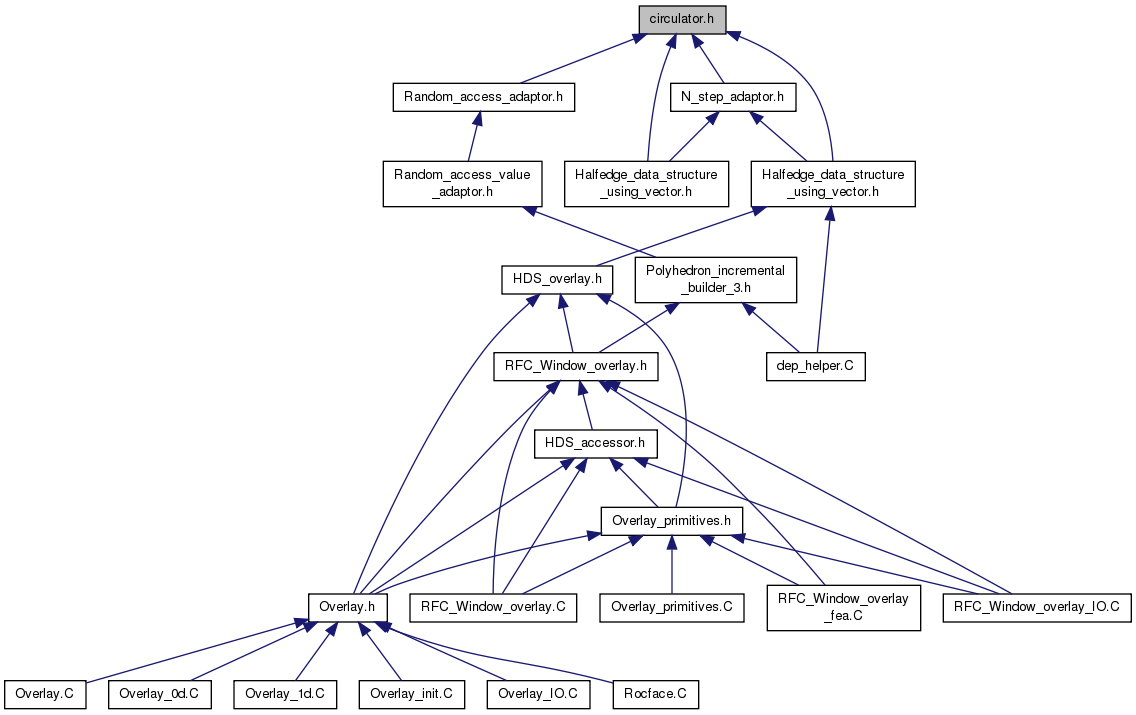 circulator.h
Random_access_adaptor.h
N_step_adaptor.h
Random_access_value
_adaptor.h
Halfedge_data_structure
_using_vector.h
Halfedge_data_structure
_using_vector.h
HDS_overlay.h
Polyhedron_incremental
_builder_3.h
RFC_Window_overlay.h
dep_helper.C
HDS_accessor.h
Overlay_primitives.h
Overlay.h
RFC_Window_overlay.C
Overlay_primitives.C
RFC_Window_overlay
_fea.C
RFC_Window_overlay_IO.C
Overlay.C
Overlay_0d.C
Overlay_1d.C
Overlay_init.C
Overlay_IO.C
Rocface.C